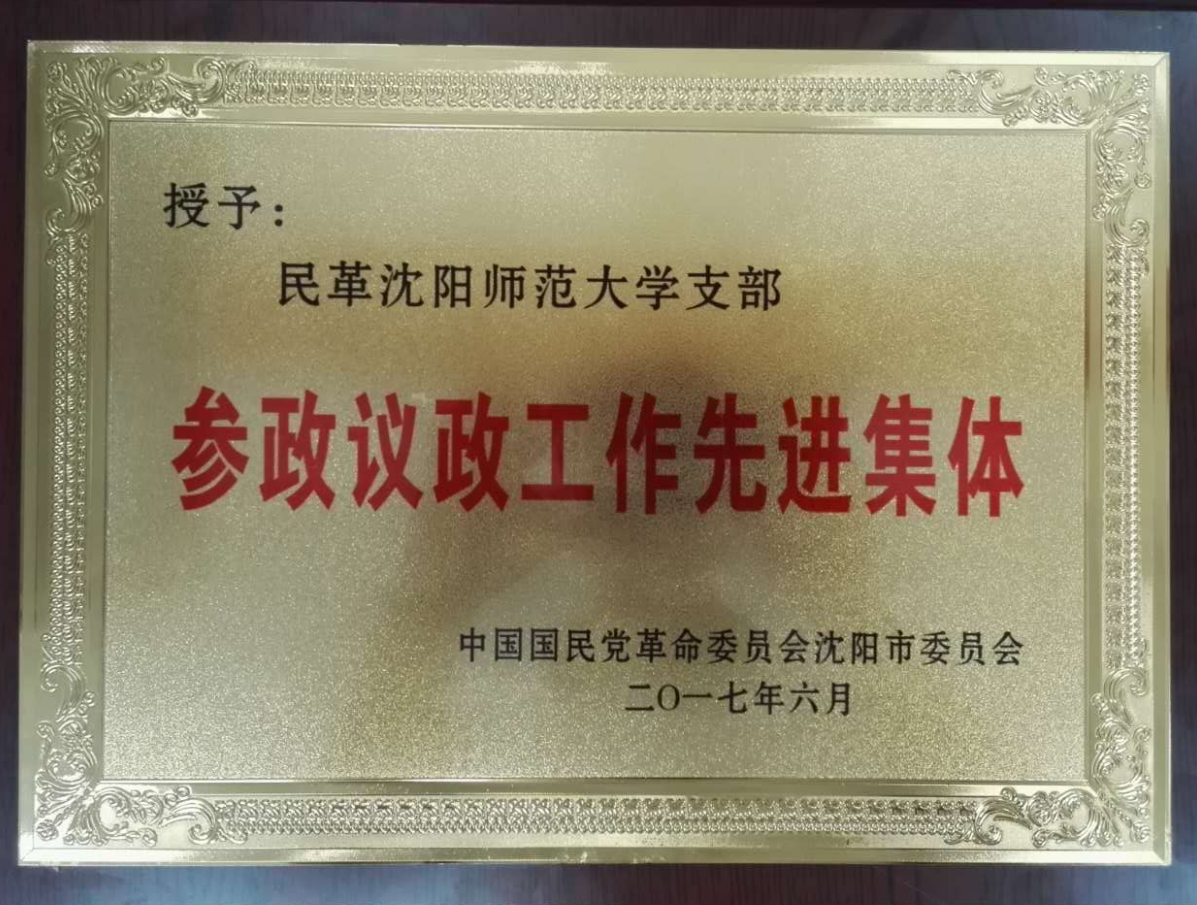 授予：
民革沈阳师范大学支部
参政议政工作先进集体
中国国民党革命委员会沈阳市委员会
二〇一七年六月